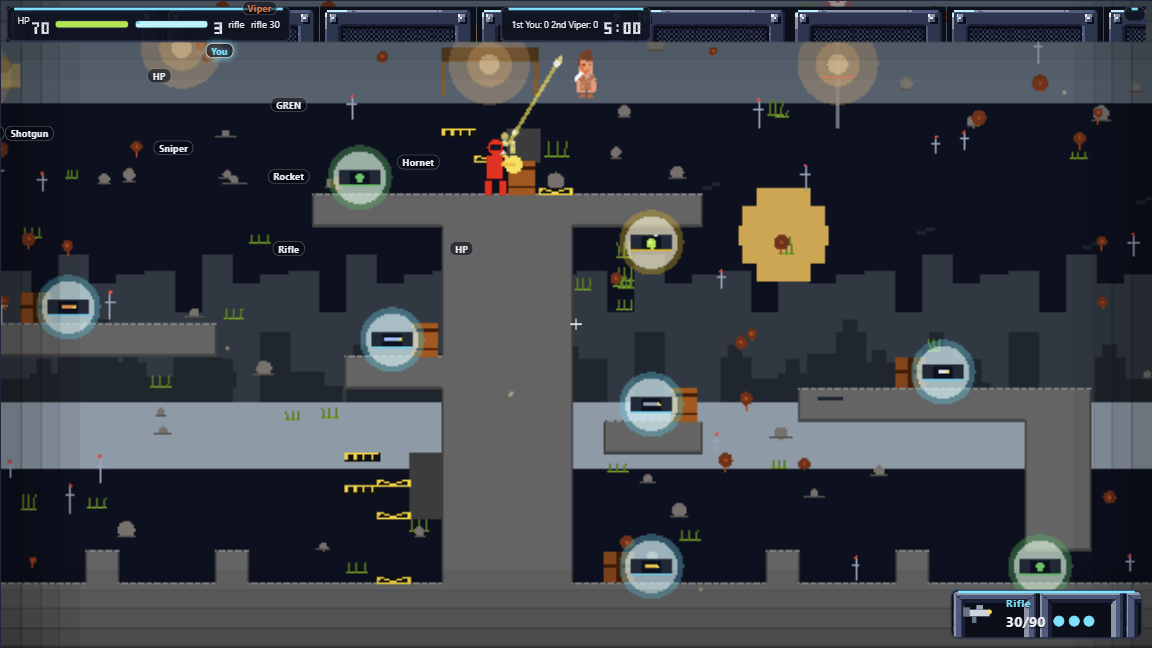 Viper
HP 70 3 rifle rifle 30
1st You: 0 2nd Viper: 0 5:00
You
HP
GREN
Shotgun
Sniper
Hornet
Rocket
Rifle
HP
Rifle
30/90